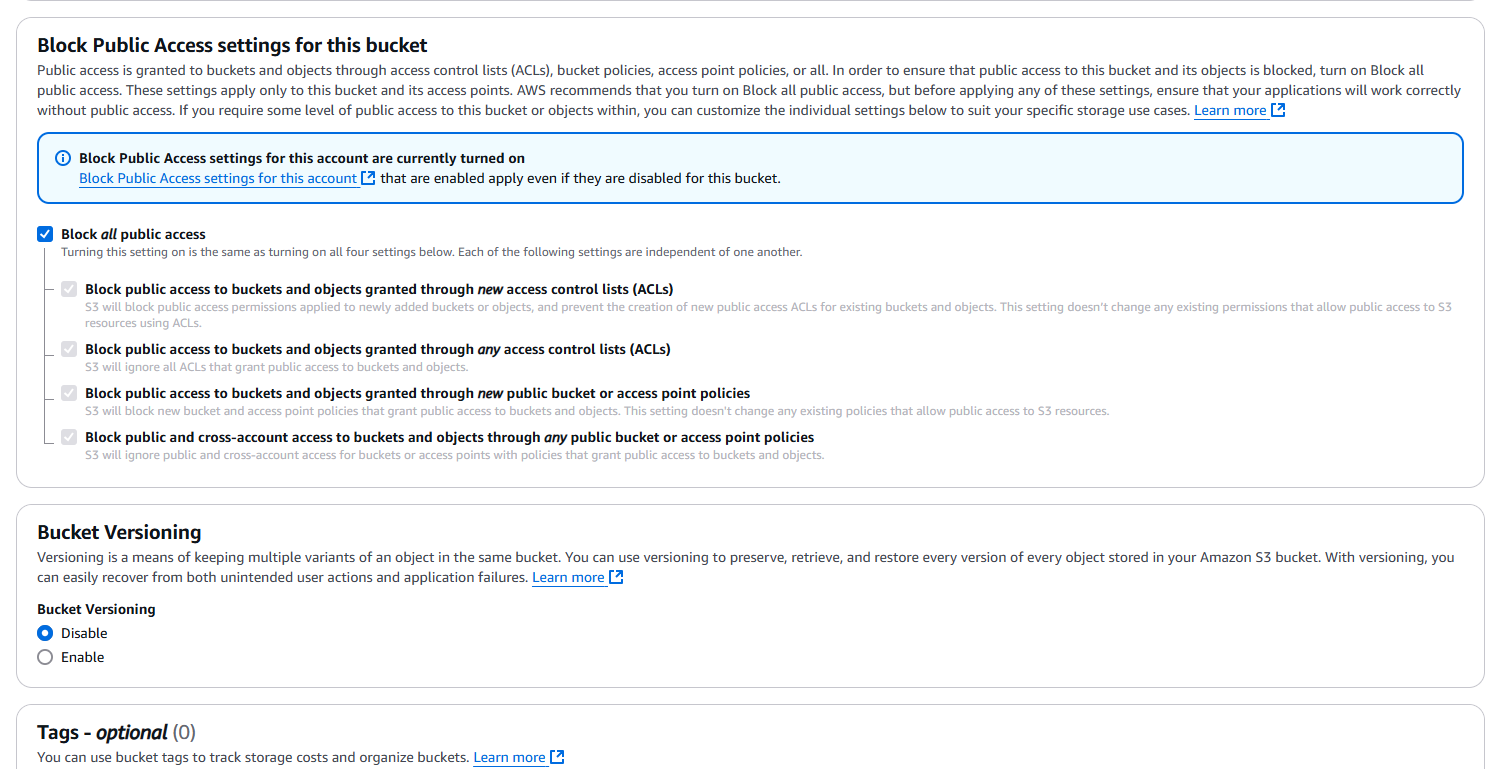 Block Public Access settings for this bucket
Public access is granted to buckets and objects through access control lists (ACLs), bucket policies, access point policies, or all. In order to ensure that public access to this bucket and its objects is blocked, turn on Block all
public access. These settings apply only to this bucket and its access points. AWS recommends that you turn on Block all public access, but before applying any of these settings, ensure that your applications will work correctly
without public access. If you require some level of public access to this bucket or objects within, you can customize the individual settings below to suit your specific storage use cases. Learn more
Block Public Access settings for this account are currently turned on
Block Public Access settings for this account that are enabled apply even if they are disabled for this bucket.
Block all public access
Turning this setting on is the same as turning on all four settings below. Each of the following settings are independent of one another.
Block public access to buckets and objects granted through new access control lists (ACLs)
S3 will block public access permissions applied to newly added buckets or objects, and prevent the creation of new public access ACLs for existing buckets and objects. This setting doesn't change any existing permissions that allow public access to S3
resources using ACLs.
Block public access to buckets and objects granted through any access control lists (ACLs)
S3 will ignore all ACLs that grant public access to buckets and objects.
Block public access to buckets and objects granted through new public bucket or access point policies
S3 will block new bucket and access point policies that grant public access to buckets and objects. This setting doesn't change any existing policies that allow public access to S3 resources.
Block public and cross-account access to buckets and objects through any public bucket or access point policies
S3 will ignore public and cross-account access for buckets or access points with policies that grant public access to buckets and objects.
Bucket Versioning
Versioning is a means of keeping multiple variants of an object in the same bucket. You can use versioning to preserve, retrieve, and restore every version of every object stored in your Amazon S3 bucket. With versioning, you
can easily recover from both unintended user actions and application failures. Learn more
Bucket Versioning
Disable
Enable
Tags - optional (0)
You can use bucket tags to track storage costs and organize buckets. Learn more